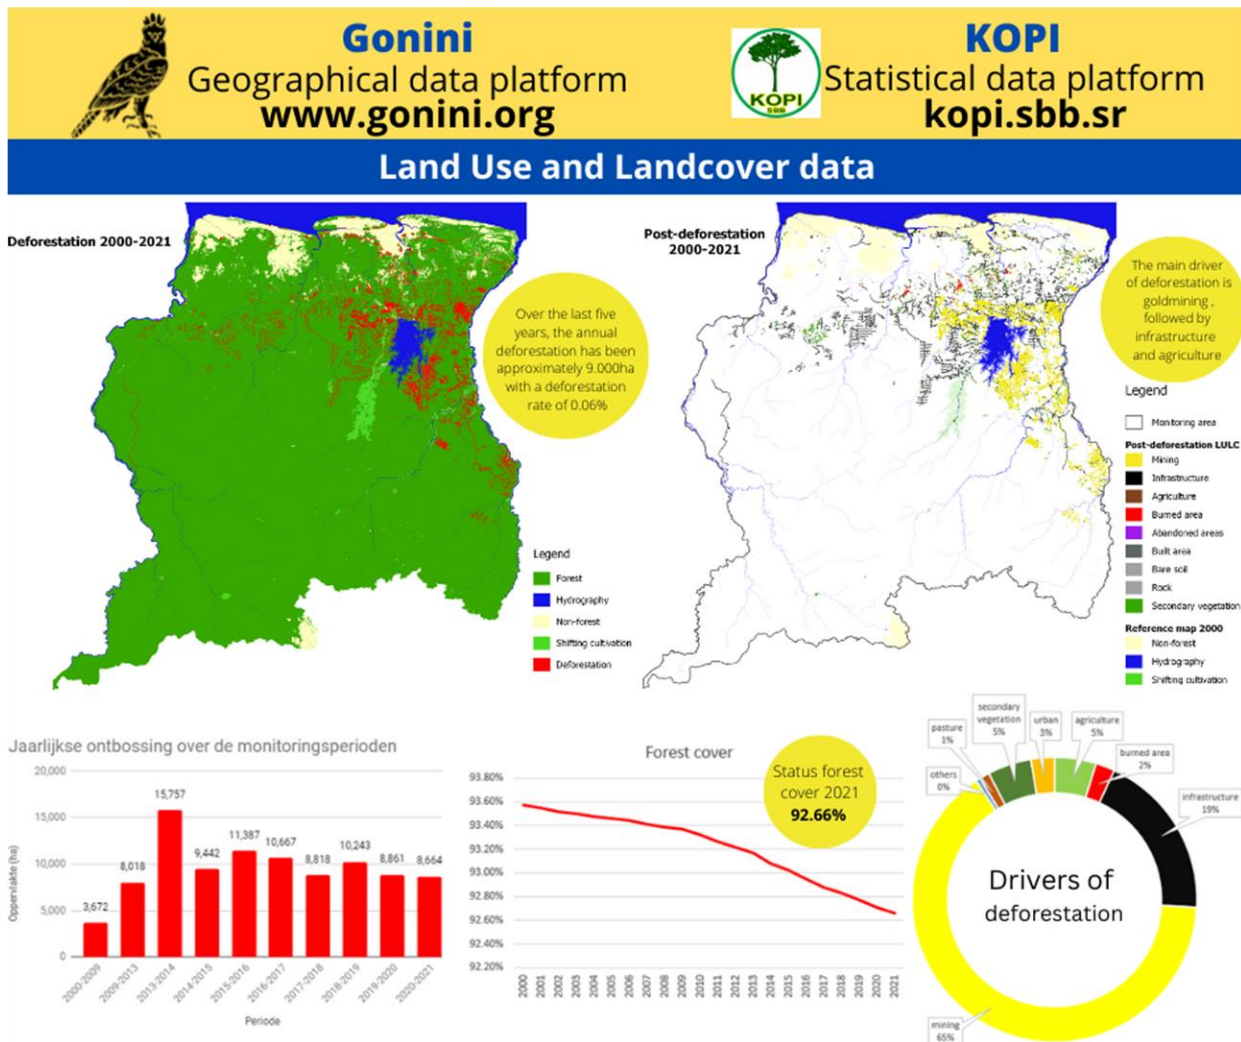 Gonini
Geographical data platform
www.gonini.org
KOPI
SBB
KOPI
Statistical data platform
kopi.sbb.sr
Land Use and Landcover data
Deforestation 2000-2021
Over the last five
years, the annual
deforestation has been
approximately 9.000ha
with a deforestation
rate of 0.06%
Legend
Forest
Hydrography
Non-forest
Shifting cultivation
Deforestation
Post-deforestation
2000-2021
The main driver
of deforestation is
goldmining ,
followed by
infrastructure
and agriculture
Legend
Monitoring area
Post-deforestation LULC
Mining
Infrastructure
Agriculture
Burned area
Abandoned areas
Built area
Bare soil
Rock
Secondary vegetation
Reference map 2000
Non-forest
Hydrography
Shifting cultivation
Jaarlijkse ontbossing over de monitoringsperioden
Oppervlakte (ha)
20,000
15,000
10,000
5,000
0
3,672
8,018
15,757
9,442
11,387
10,667
8,818
10,243
8,861
8,664
2000-2009
2009-2013
2013-2014
2014-2015
2015-2016
2016-2017
2017-2018
2018-2019
2019-2020
2020-2021
Periode
Forest cover
Status forest
cover 2021
92.66%
93.80%
93.60%
93.40%
93.20%
93.00%
92.80%
92.60%
92.40%
92.20%
2000
2001
2002
2003
2004
2005
2006
2007
2008
2009
2010
2011
2012
2013
2014
2015
2016
2017
2018
2019
2020
2021
Drivers of
deforestation
others
0%
pasture
1%
secondary
vegetation
5%
urban
3%
agriculture
5%
burned area
2%
infrastructure
19%
mining
65%